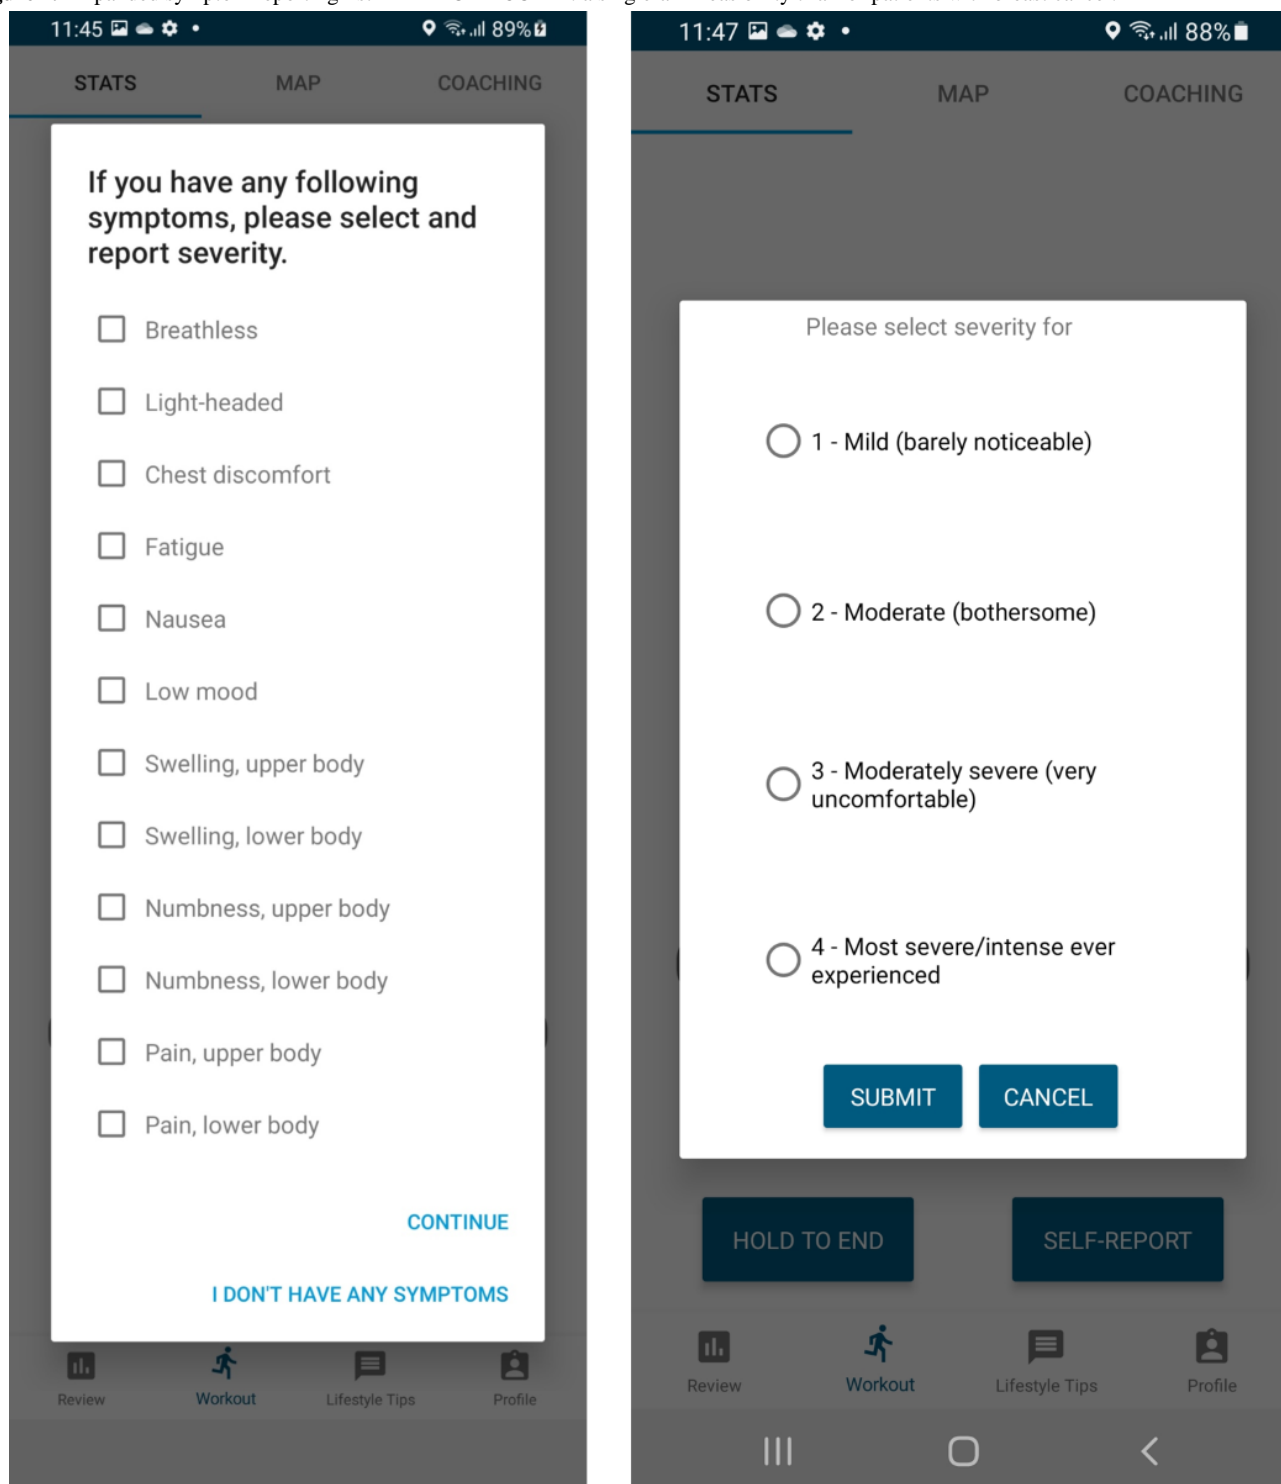 11:45
89%
STATS MAP COACHING
If you have any following
symptoms, please select and
report severity.
Breathless
Light-headed
Chest discomfort
Fatigue
Nausea
Low mood
Swelling, upper body
Swelling, lower body
Numbness, upper body
Numbness, lower body
Pain, upper body
Pain, lower body
CONTINUE
I DON'T HAVE ANY SYMPTOMS
Review Workout Lifestyle Tips Profile
11:47
88%
STATS MAP COACHING
Please select severity for
1 - Mild (barely noticeable)
2 - Moderate (bothersome)
3 - Moderately severe (very
uncomfortable)
4 - Most severe/intense ever
experienced
SUBMIT CANCEL
HOLD TO END SELF-REPORT
Review Workout Lifestyle Tips Profile